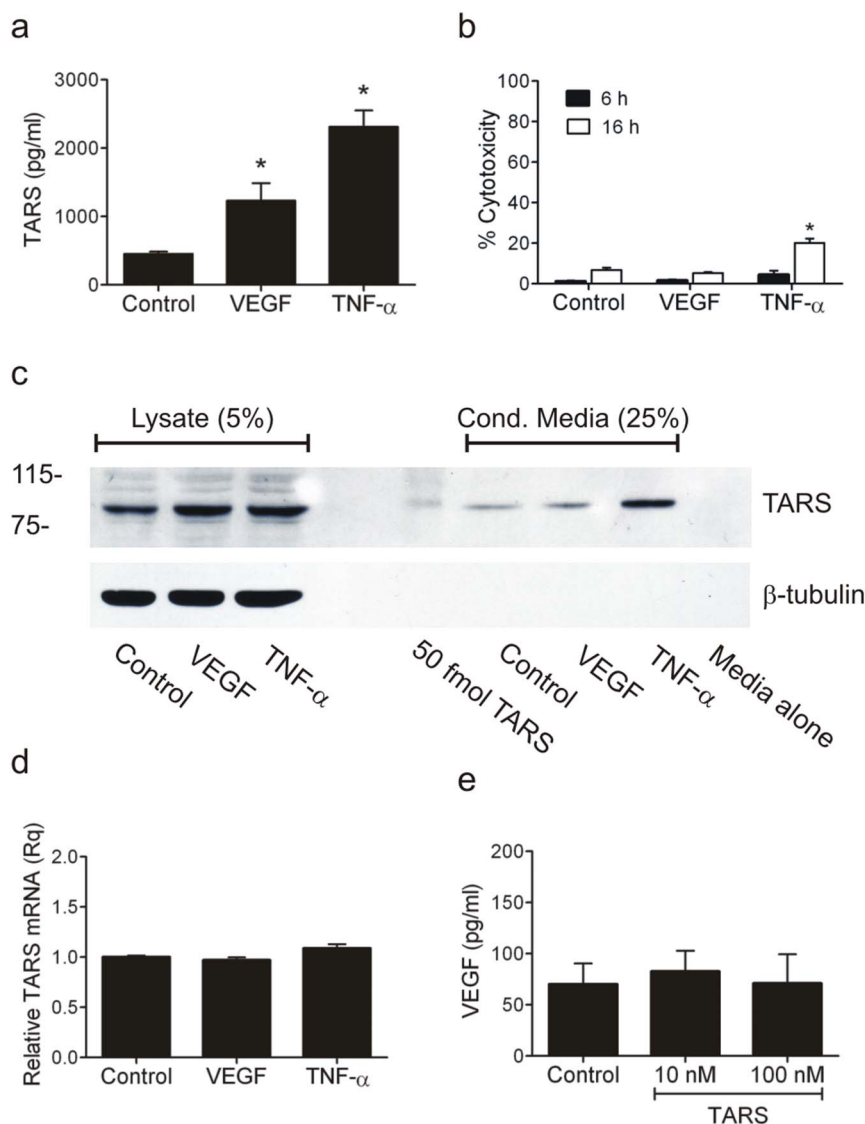 a
TARS (pg/ml)
3000
2000
1000
0
*
*
Control VEGF TNF-α
b
% Cytotoxicity
100
80
60
40
20
0
6 h
16 h
*
Control VEGF TNF-α
c
Lysate (5%) Cond. Media (25%)
115-
75-
TARS
β-tubulin
Control VEGF TNF-α 50 fmol TARS Control VEGF TNF-α Media alone
d
Relative TARS mRNA (Rq)
2.0
1.5
1.0
0.5
0.0
Control VEGF TNF-α
e
VEGF (pg/ml)
200
150
100
50
0
Control 10 nM 100 nM
TARS